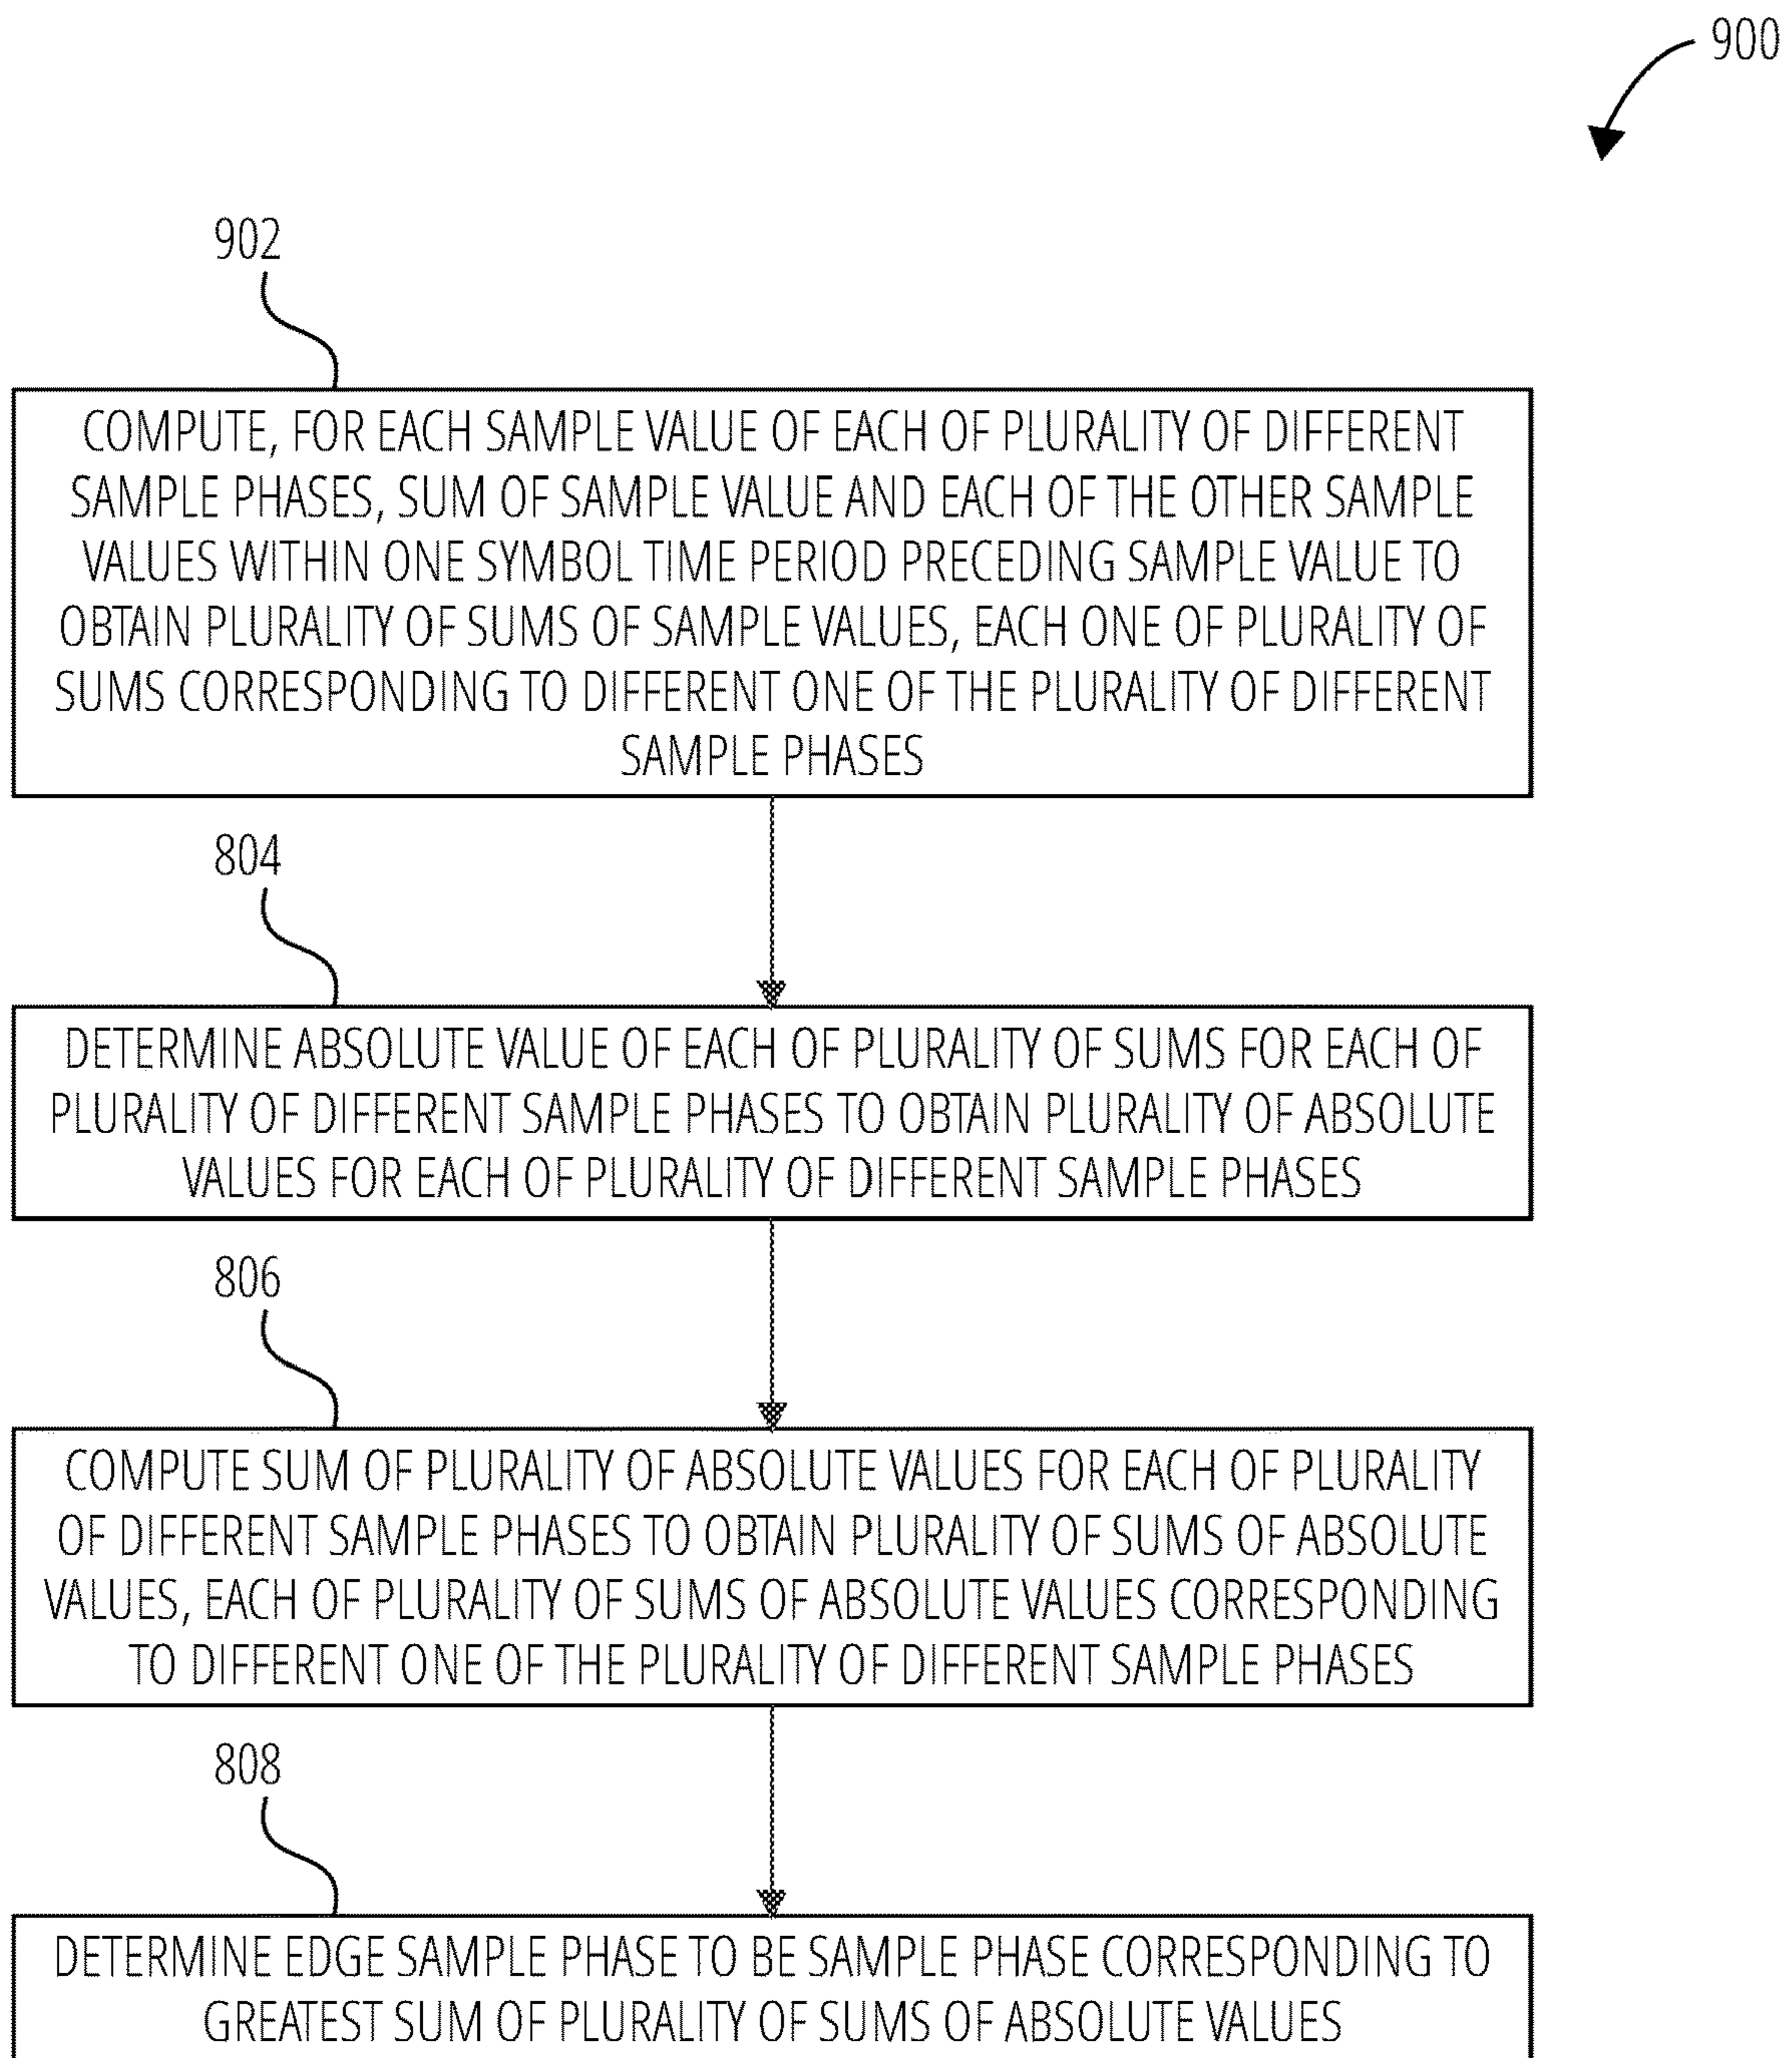 900
902
COMPUTE, FOR EACH SAMPLE VALUE OF EACH OF PLURALITY OF DIFFERENT
SAMPLE PHASES, SUM OF SAMPLE VALUE AND EACH OF THE OTHER SAMPLE
VALUES WITHIN ONE SYMBOL TIME PERIOD PRECEDING SAMPLE VALUE TO
OBTAIN PLURALITY OF SUMS OF SAMPLE VALUES, EACH ONE OF PLURALITY OF
SUMS CORRESPONDING TO DIFFERENT ONE OF THE PLURALITY OF DIFFERENT
SAMPLE PHASES
804
DETERMINE ABSOLUTE VALUE OF EACH OF PLURALITY OF SUMS FOR EACH OF
PLURALITY OF DIFFERENT SAMPLE PHASES TO OBTAIN PLURALITY OF ABSOLUTE
VALUES FOR EACH OF PLURALITY OF DIFFERENT SAMPLE PHASES
806
COMPUTE SUM OF PLURALITY OF ABSOLUTE VALUES FOR EACH OF PLURALITY
OF DIFFERENT SAMPLE PHASES TO OBTAIN PLURALITY OF SUMS OF ABSOLUTE
VALUES, EACH OF PLURALITY OF SUMS OF ABSOLUTE VALUES CORRESPONDING
TO DIFFERENT ONE OF THE PLURALITY OF DIFFERENT SAMPLE PHASES
808
DETERMINE EDGE SAMPLE PHASE TO BE SAMPLE PHASE CORRESPONDING TO
GREATEST SUM OF PLURALITY OF SUMS OF ABSOLUTE VALUES